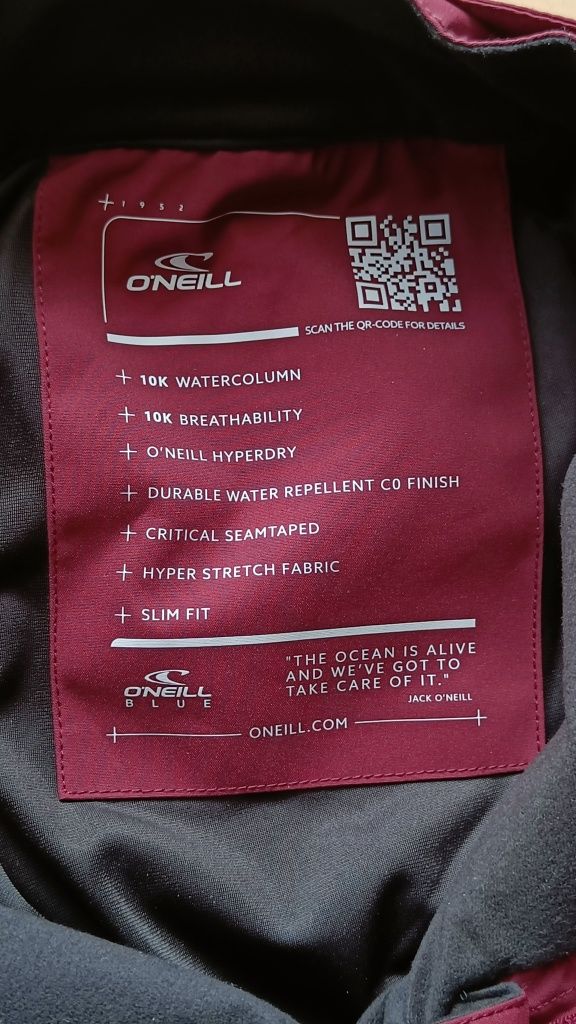 1952
O'NEILL
SCAN THE QR-CODE FOR DETAILS
10K WATERCOLUMN
10K BREATHABILITY
O'NEILL HYPERDRY
DURABLE WATER REPELLENT C0 FINISH
CRITICAL SEAMTAPED
HYPER STRETCH FABRIC
SLIM FIT
O'NEILL
BLUE
"THE OCEAN IS ALIVE
AND WE'VE GOT TO
TAKE CARE OF IT."
JACK O'NEILL
ONEILL.COM